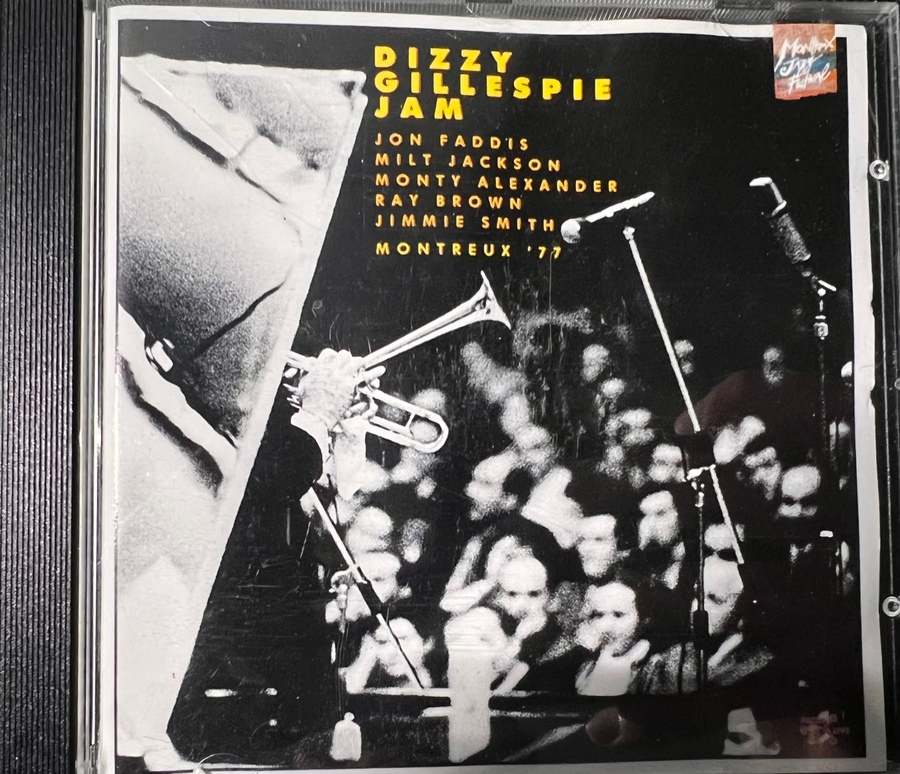 DIZZY
GILLESPIE
JAM
JON FADDIS
MILT JACKSON
MONTY ALEXANDER
RAY BROWN
JIMMIE SMITH
MONTREUX '77
Montreux
Jazz
Festival